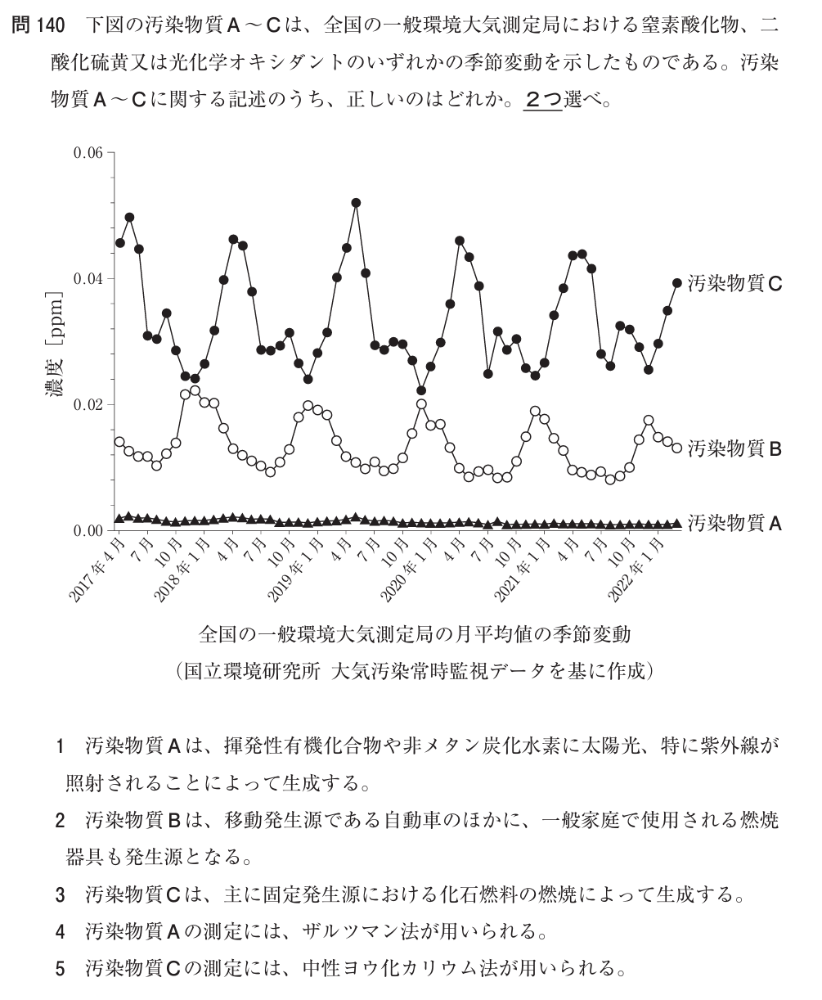 問 140 下図の汚染物質A～Cは、全国の一般環境大気測定局における窒素酸化物、二
酸化硫黄又は光化学オキシダントのいずれかの季節変動を示したものである。汚染
物質A～Cに関する記述のうち、正しいのはどれか。2つ選べ。
0.06
0.04
0.02
0.00
濃度［ppm］
汚染物質C
汚染物質B
汚染物質A
2017年4月
7月
10月
2018年1月
4月
7月
10月
2019年1月
4月
7月
10月
2020年1月
4月
7月
10月
2021年1月
4月
7月
10月
2022年1月
全国の一般環境大気測定局の月平均値の季節変動
（国立環境研究所 大気汚染常時監視データを基に作成）
1 汚染物質Aは、揮発性有機化合物や非メタン炭化水素に太陽光、特に紫外線が
照射されることによって生成する。
2 汚染物質Bは、移動発生源である自動車のほかに、一般家庭で使用される燃焼
器具も発生源となる。
3 汚染物質Cは、主に固定発生源における化石燃料の燃焼によって生成する。
4 汚染物質Aの測定には、ザルツマン法が用いられる。
5 汚染物質Cの測定には、中性ヨウ化カリウム法が用いられる。